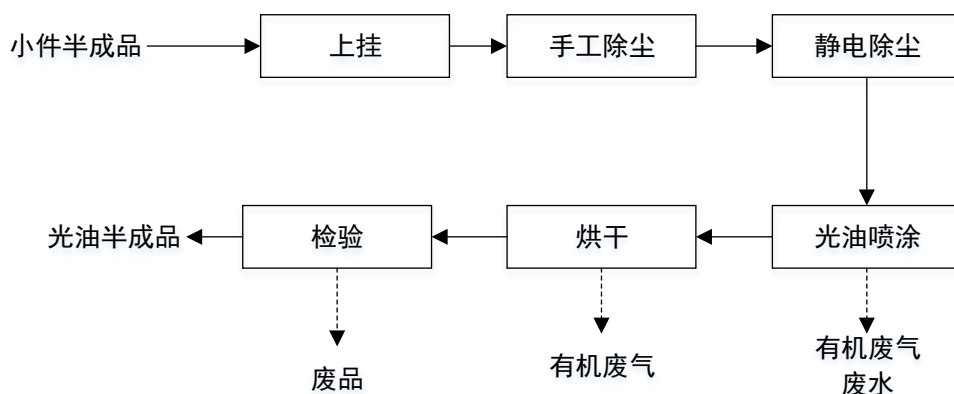 小件半成品
上挂
手工除尘
静电除尘
光油半成品
检验
烘干
光油喷涂
废品
有机废气
有机废气
废水